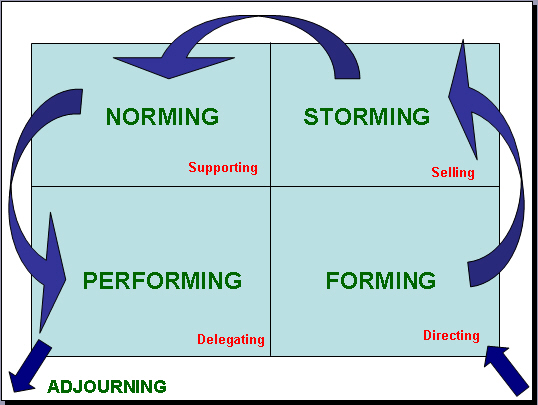 NORMING
STORMING
Supporting
Selling
PERFORMING
FORMING
Delegating
Directing
ADJOURNING